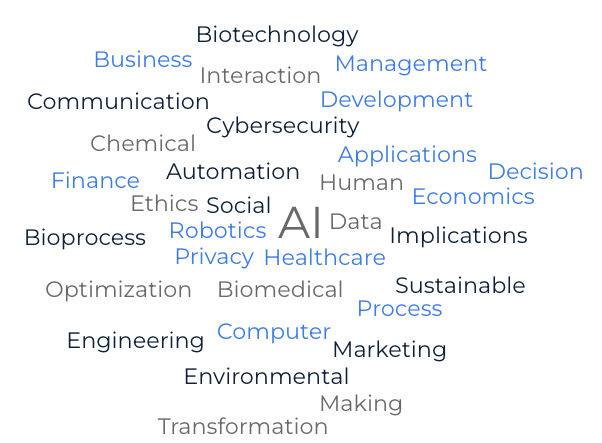 Biotechnology
Business
Interaction
Management
Communication
Development
Cybersecurity
Chemical
Applications
Finance
Automation
Human
Decision
Ethics
Social
Economics
Robotics
AI
Data
Bioprocess
Implications
Privacy
Healthcare
Optimization
Biomedical
Sustainable
Process
Engineering
Computer
Marketing
Environmental
Making
Transformation